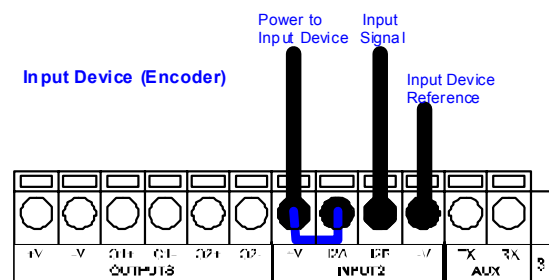 Power to
Input Device
Input
Signal
Input Device (Encoder)
Input Device
Reference
+V -V O1+ O1- O2+ O2- +V I2A I2B -V TX RX
OUTPUTS INPUT2 AUX